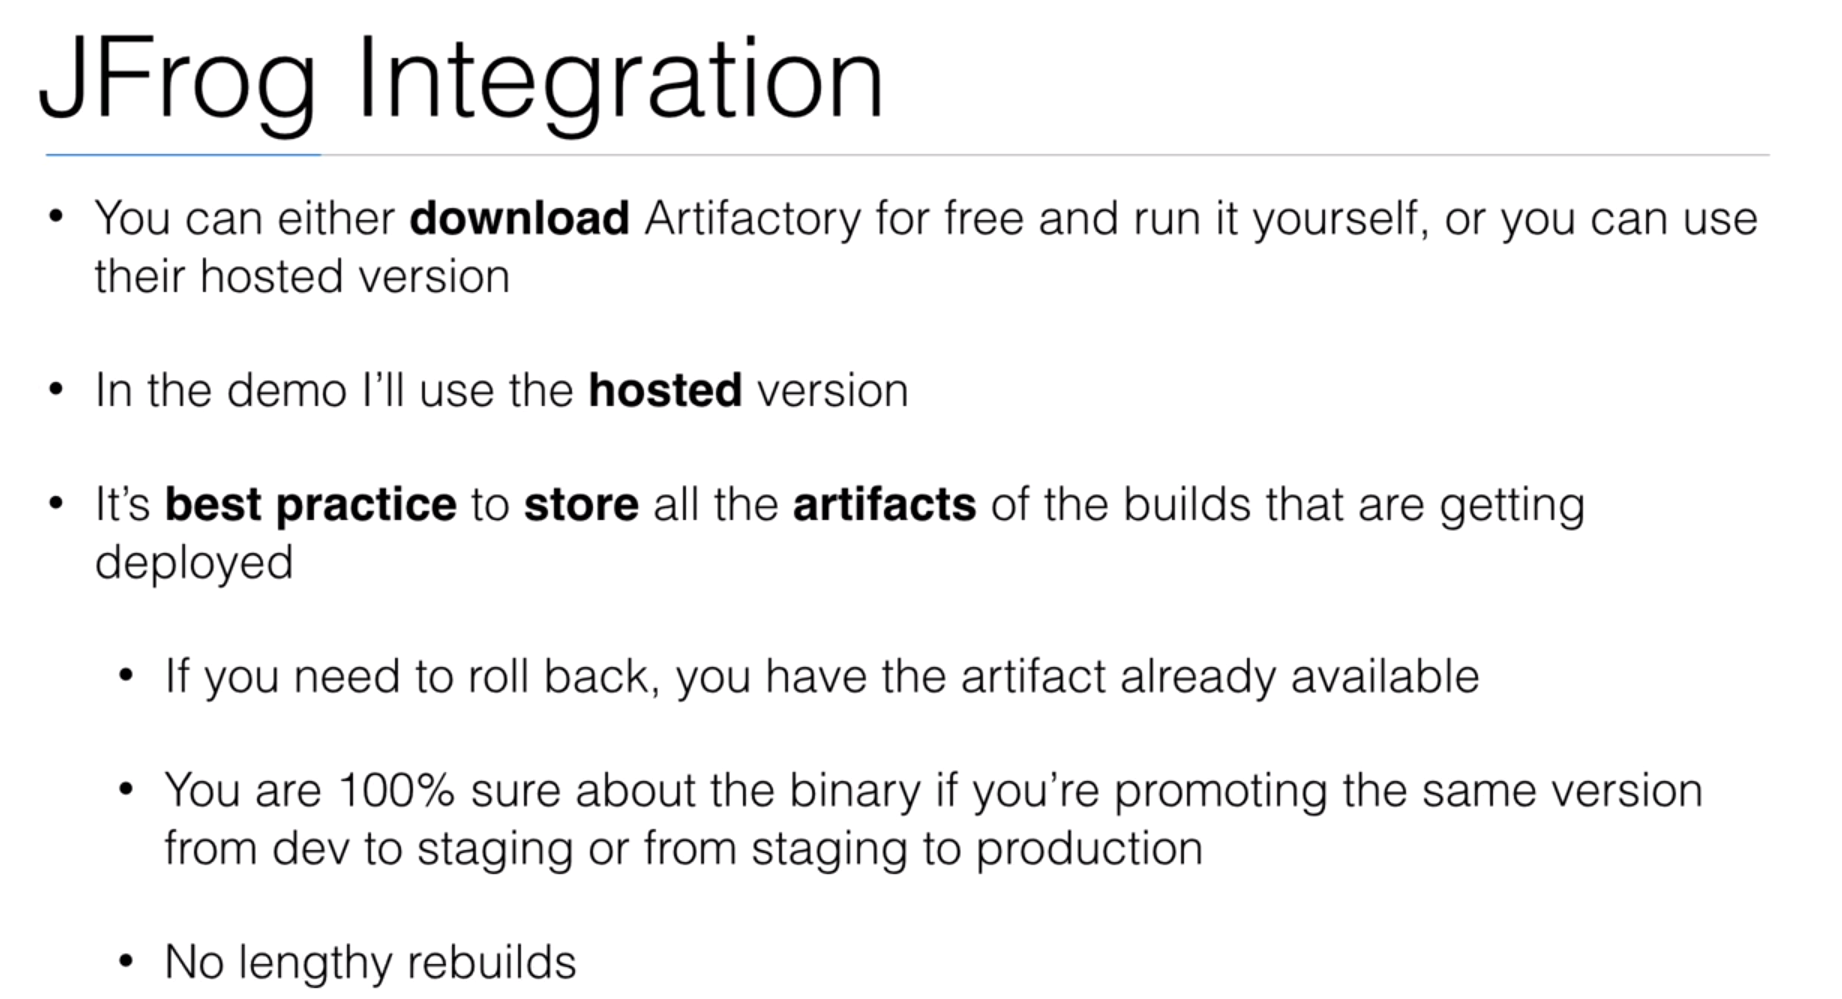 JFrog Integration
• You can either download Artifactory for free and run it yourself, or you can use
their hosted version
• In the demo I’ll use the hosted version
• It’s best practice to store all the artifacts of the builds that are getting
deployed
• If you need to roll back, you have the artifact already available
• You are 100% sure about the binary if you’re promoting the same version
from dev to staging or from staging to production
• No lengthy rebuilds